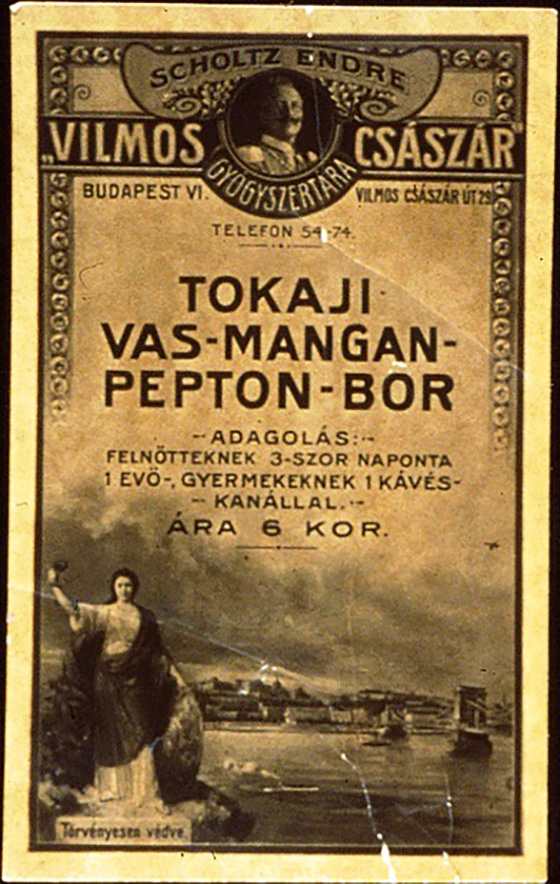 SCHOLTZ ENDRE
„VILMOS CSÁSZÁR"
GYÓGYSZERTÁRA
BUDAPEST VI. VILMOS CSÁSZÁR ÚT 29.
TELEFON 54-74.
TOKAJI
VAS-MANGAN-
PEPTON-BOR
ADAGOLÁS:
FELNŐTTEKNEK 3-SZOR NAPONTA
1 EVŐ-, GYERMEKEKNEK 1 KÁVÉS-
KANÁLLAL.
ÁRA 6 KOR.
Törvényesen védve.